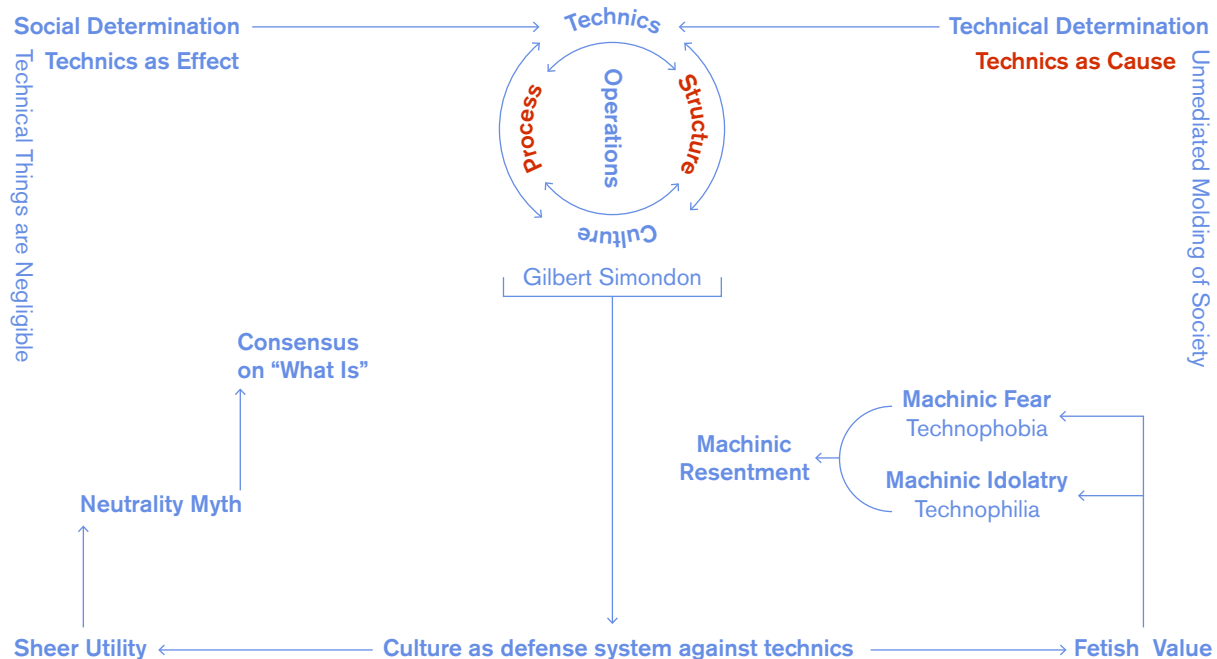 Social Determination
Technics
Technical Determination
Technics as Effect
Technics as Cause
Technical Things are Negligible
Process
Operations
Structure
Unmediated Molding of Society
Culture
Gilbert Simondon
Consensus
on “What Is”
Machinic Fear
Technophobia
Machinic
Resentment
Machinic Idolatry
Technophilia
Neutrality Myth
Sheer Utility
Culture as defense system against technics
Fetish Value